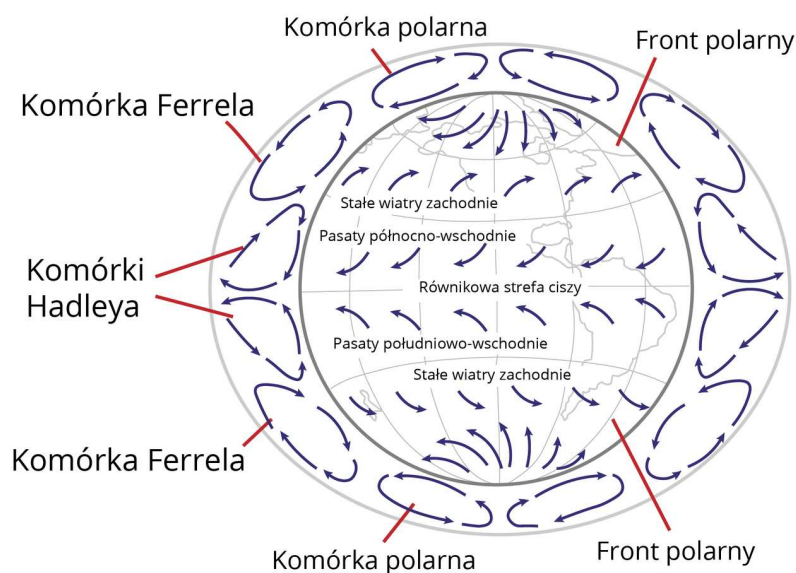 Komórka polarna
Front polarny
Komórka Ferrela
Stałe wiatry zachodnie
Pasaty północno-wschodnie
Komórki
Hadleya
Równikowa strefa ciszy
Pasaty południowo-wschodnie
Stałe wiatry zachodnie
Komórka Ferrela
Komórka polarna
Front polarny